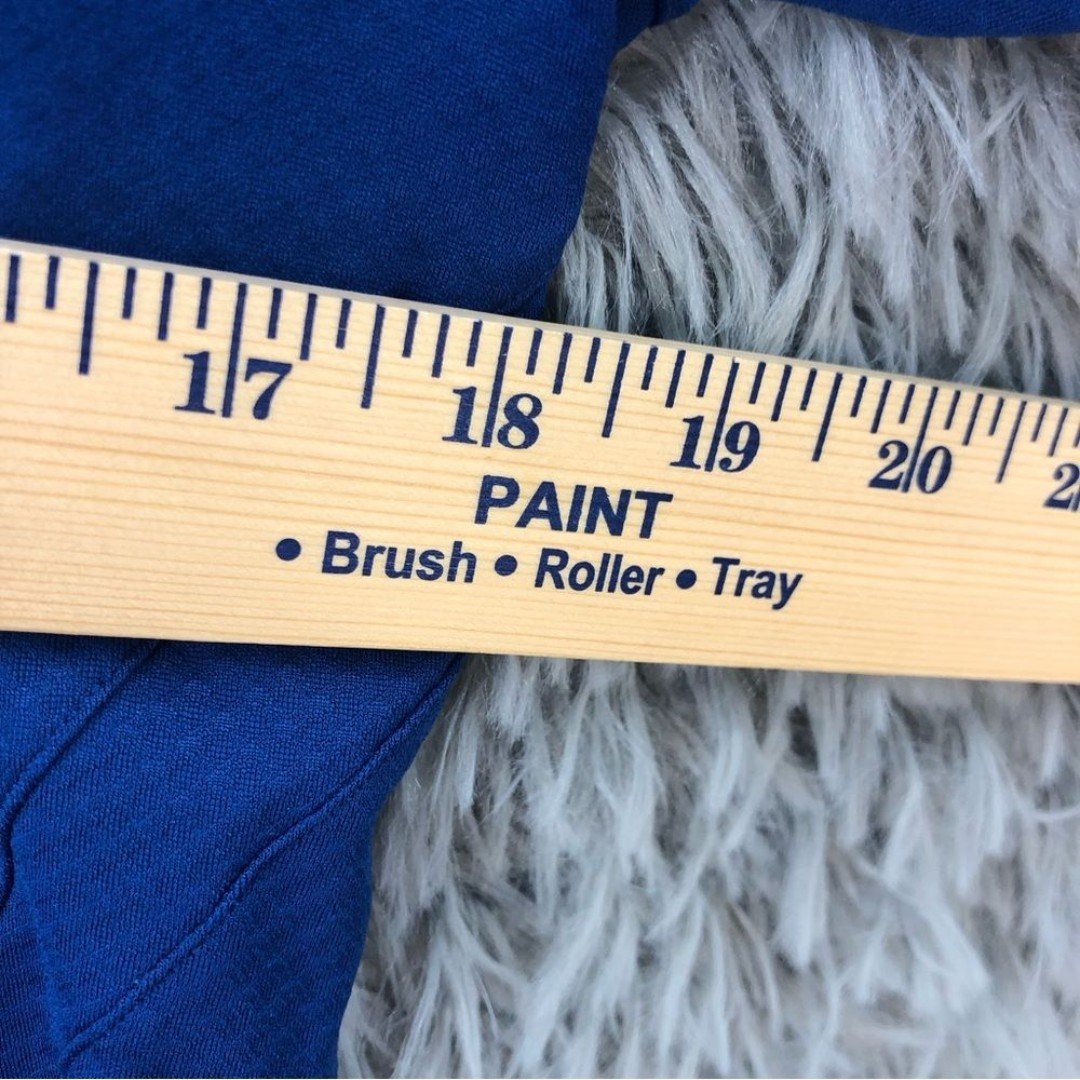 17 18 19 20
PAINT
• Brush • Roller • Tray